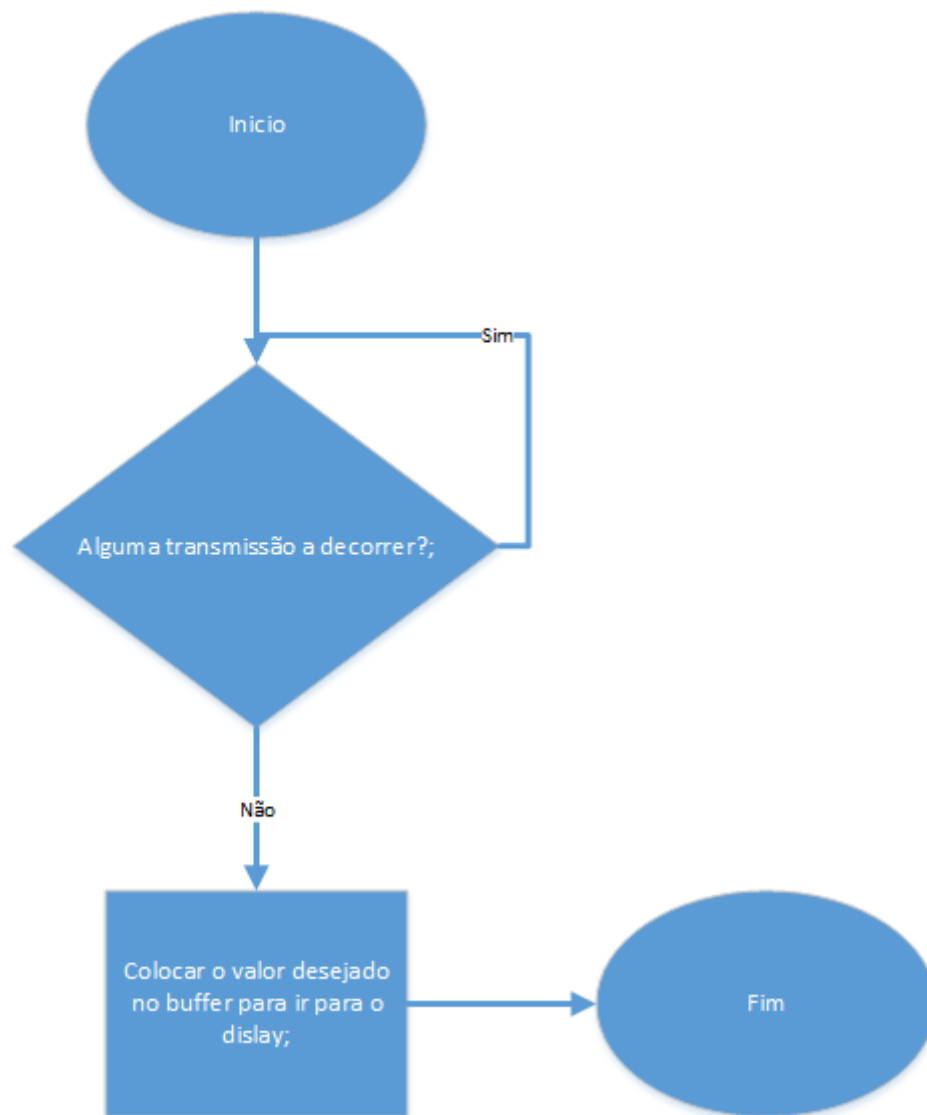 Inicio
Sim
Alguma transmissão a decorrer?;
Não
Colocar o valor desejado
no buffer para ir para o
dislay;
Fim